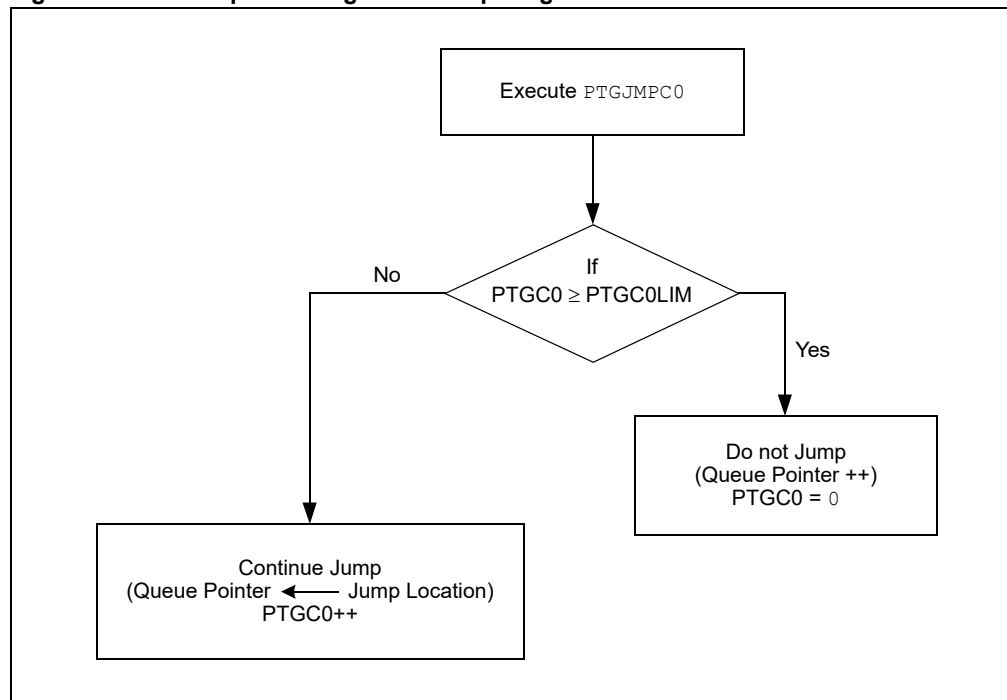 Execute PTGJMPC0
If
PTGC0 ≥ PTGC0LIM
No
Yes
Do not Jump
(Queue Pointer ++)
PTGC0 = 0
Continue Jump
(Queue Pointer ← Jump Location)
PTGC0++